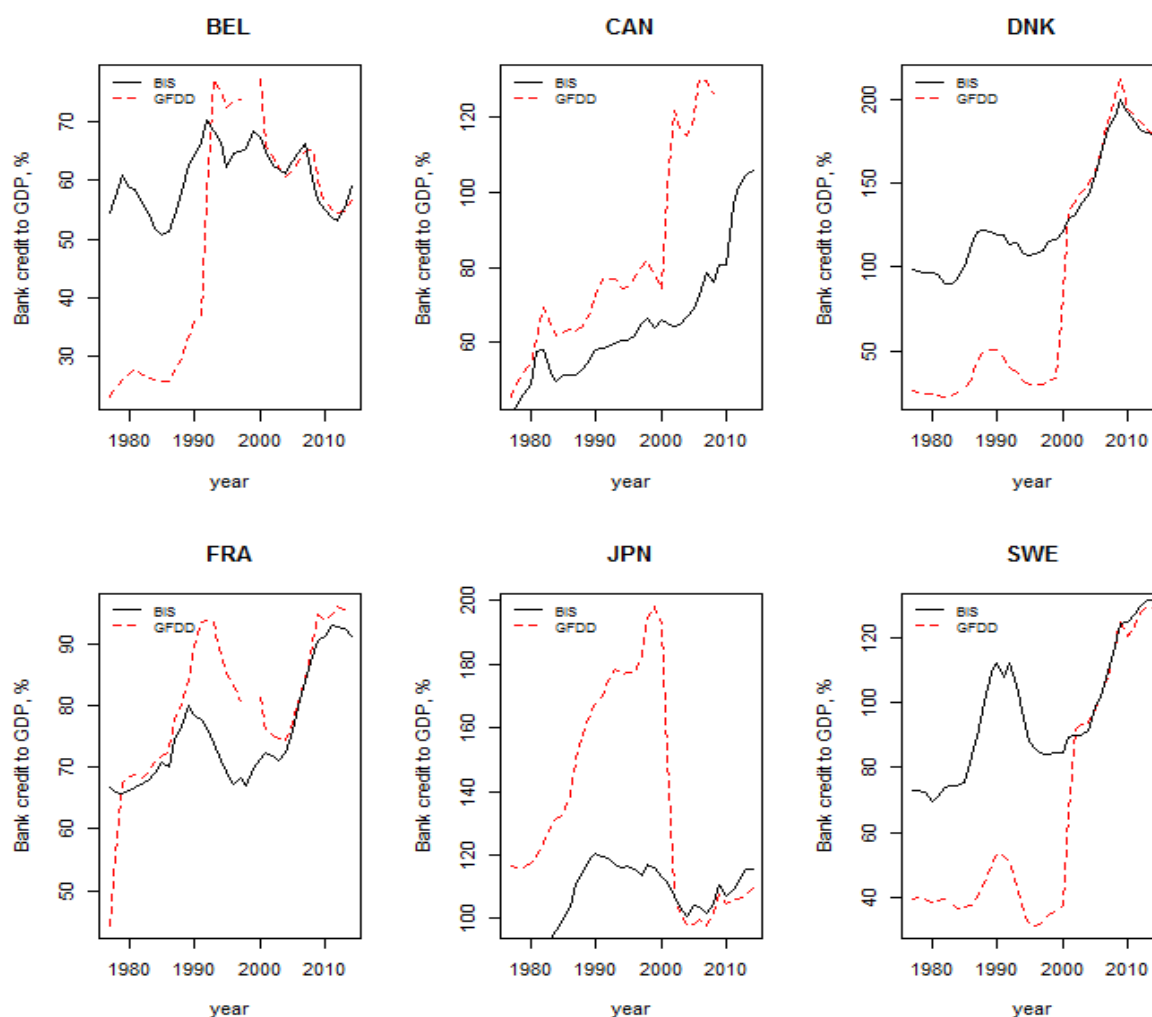 BEL
BIS
GFDD
Bank credit to GDP, %
30 40 50 60 70
1980 1990 2000 2010
year
CAN
BIS
GFDD
Bank credit to GDP, %
60 80 100 120
1980 1990 2000 2010
year
DNK
BIS
GFDD
Bank credit to GDP, %
50 100 150 200
1980 1990 2000 2010
year
FRA
BIS
GFDD
Bank credit to GDP, %
50 60 70 80 90
1980 1990 2000 2010
year
JPN
BIS
GFDD
Bank credit to GDP, %
100 120 140 160 180 200
1980 1990 2000 2010
year
SWE
BIS
GFDD
Bank credit to GDP, %
40 60 80 100 120
1980 1990 2000 2010
year